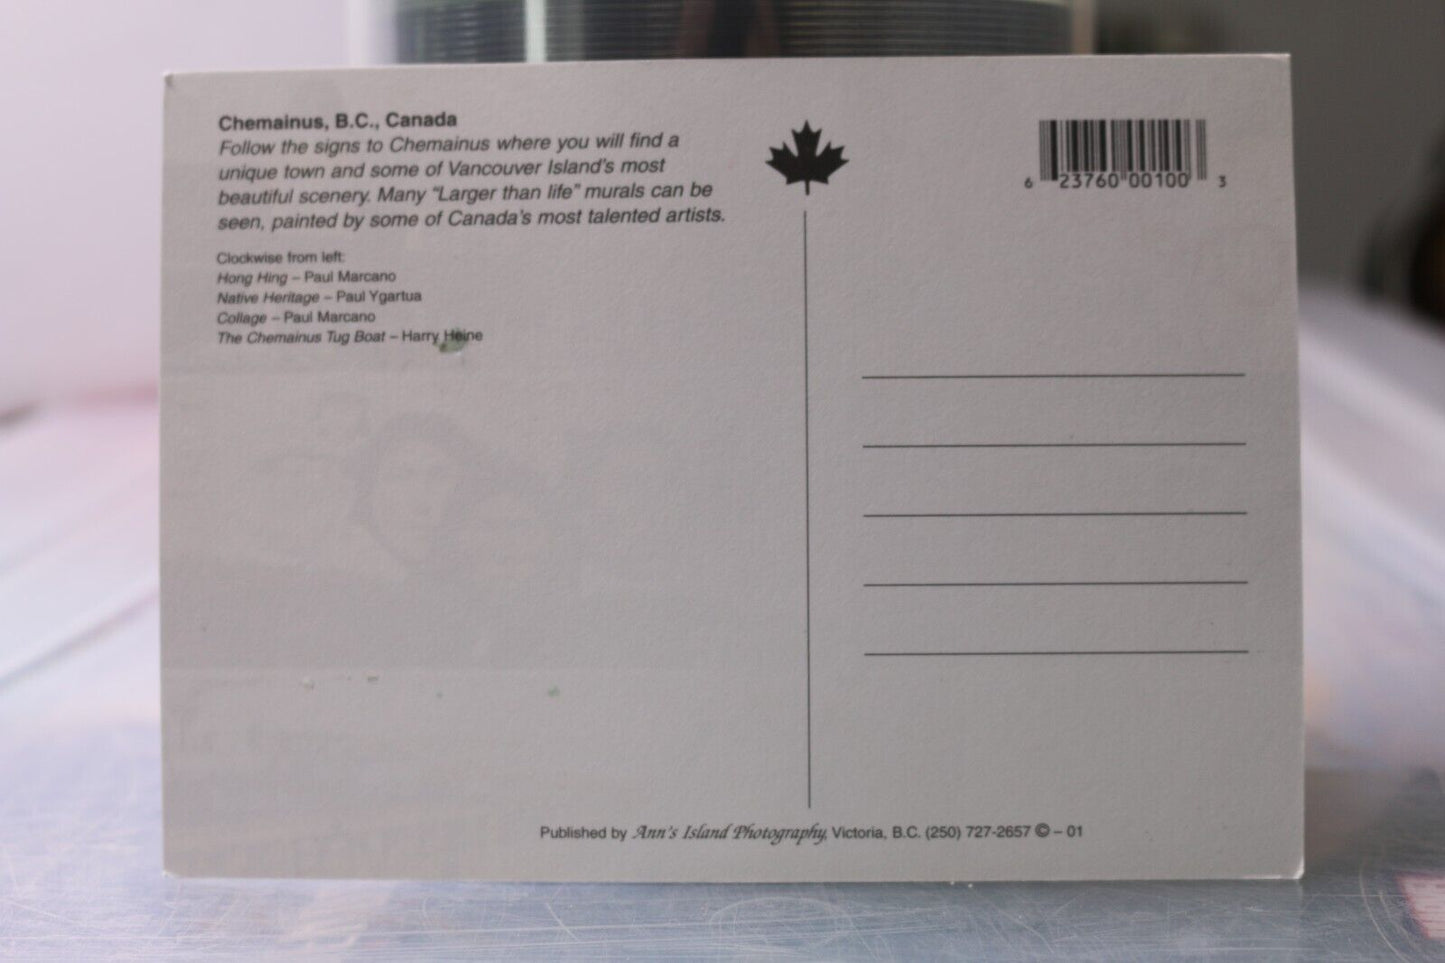 Chemainus, B.C., Canada
Follow the signs to Chemainus where you will find a
unique town and some of Vancouver Island's most
beautiful scenery. Many "Larger than life" murals can be
seen, painted by some of Canada's most talented artists.
Clockwise from left:
Hong Hing – Paul Marcano
Native Heritage – Paul Ygartua
Collage – Paul Marcano
The Chemainus Tug Boat – Harry Heine
6 23760 00100 3
Published by Ann's Island Photography, Victoria, B.C. (250) 727-2657 © – 01